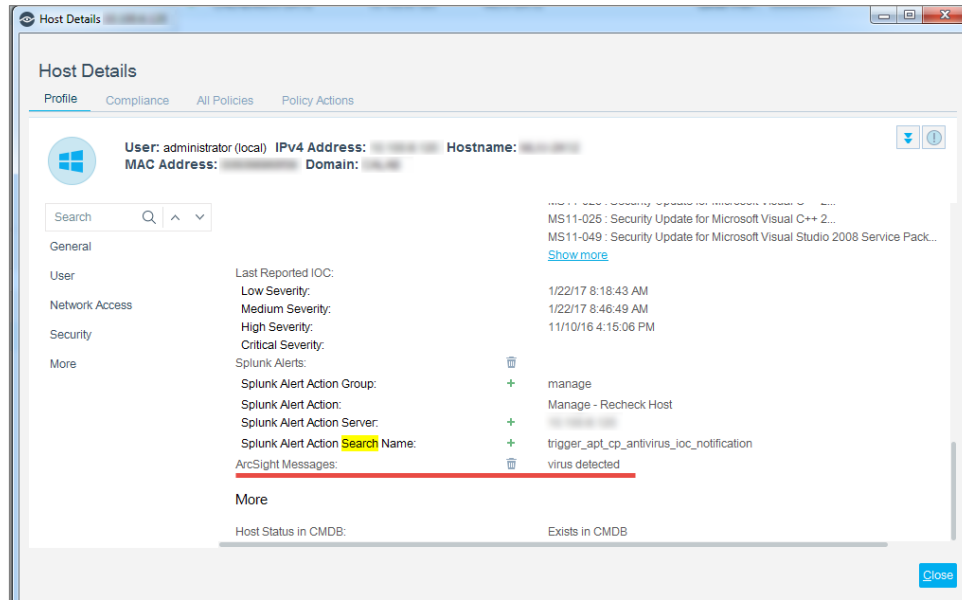 Host Details
Host Details
Profile Compliance All Policies Policy Actions
User: administrator (local) IPv4 Address: Hostname:
MAC Address: Domain:
Search
General
User
Network Access
Security
More
MS11-025 : Security Update for Microsoft Visual C++ 2...
MS11-049 : Security Update for Microsoft Visual Studio 2008 Service Pack...
Show more
Last Reported IOC:
Low Severity: 1/22/17 8:18:43 AM
Medium Severity: 1/22/17 8:46:49 AM
High Severity: 11/10/16 4:15:06 PM
Critical Severity:
Splunk Alerts:
Splunk Alert Action Group: manage
Splunk Alert Action: Manage - Recheck Host
Splunk Alert Action Server:
Splunk Alert Action Search Name: trigger_apt_cp_antivirus_ioc_notification
ArcSight Messages: virus detected
More
Host Status in CMDB: Exists in CMDB
Close